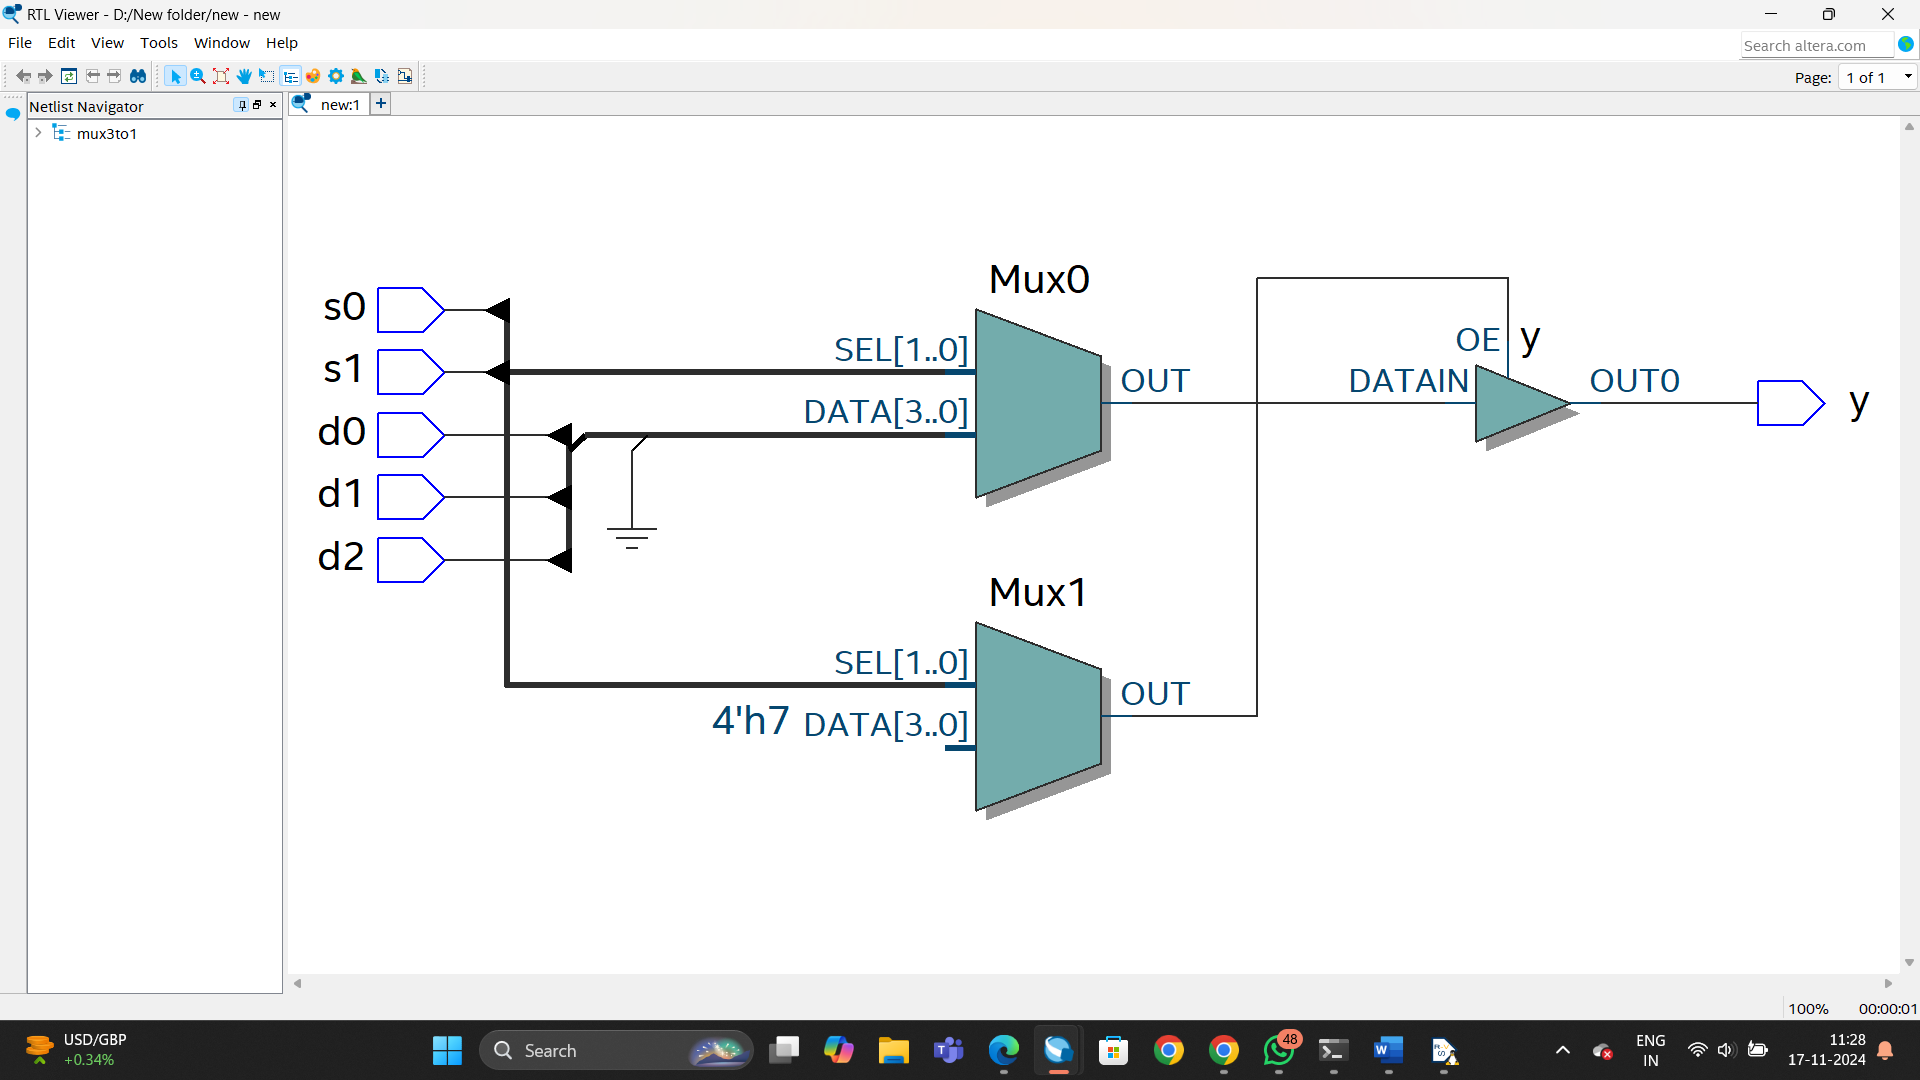 RTL Viewer - D:/New folder/new - new
File Edit View Tools Window Help
Search altera.com
Page: 1 of 1
Netlist Navigator
new:1
mux3to1
Mux0
s0
s1
d0
d1
d2
SEL[1..0]
DATA[3..0]
OUT
OE y
DATAIN
OUT0
y
Mux1
SEL[1..0]
4'h7 DATA[3..0]
OUT
100% 00:00:01
USD/GBP
+0.34%
Search
48
ENG
IN
11:28
17-11-2024